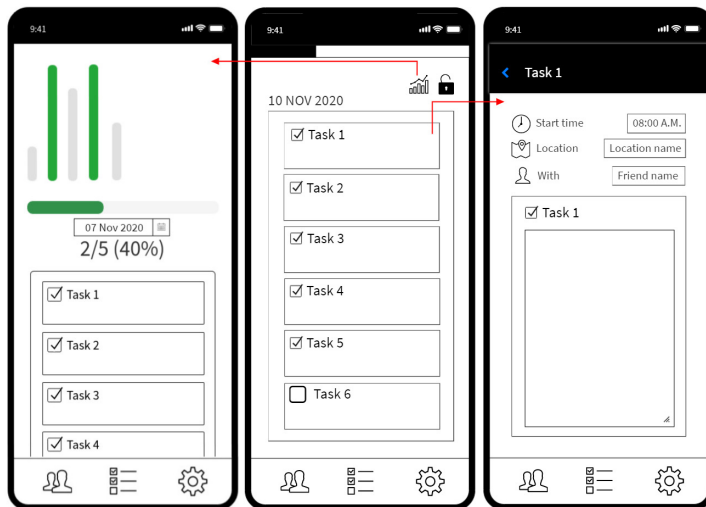 9:41
07 Nov 2020
2/5 (40%)
Task 1
Task 2
Task 3
Task 4
9:41
10 NOV 2020
Task 1
Task 2
Task 3
Task 4
Task 5
Task 6
9:41
Task 1
Start time 08:00 A.M.
Location Location name
With Friend name
Task 1